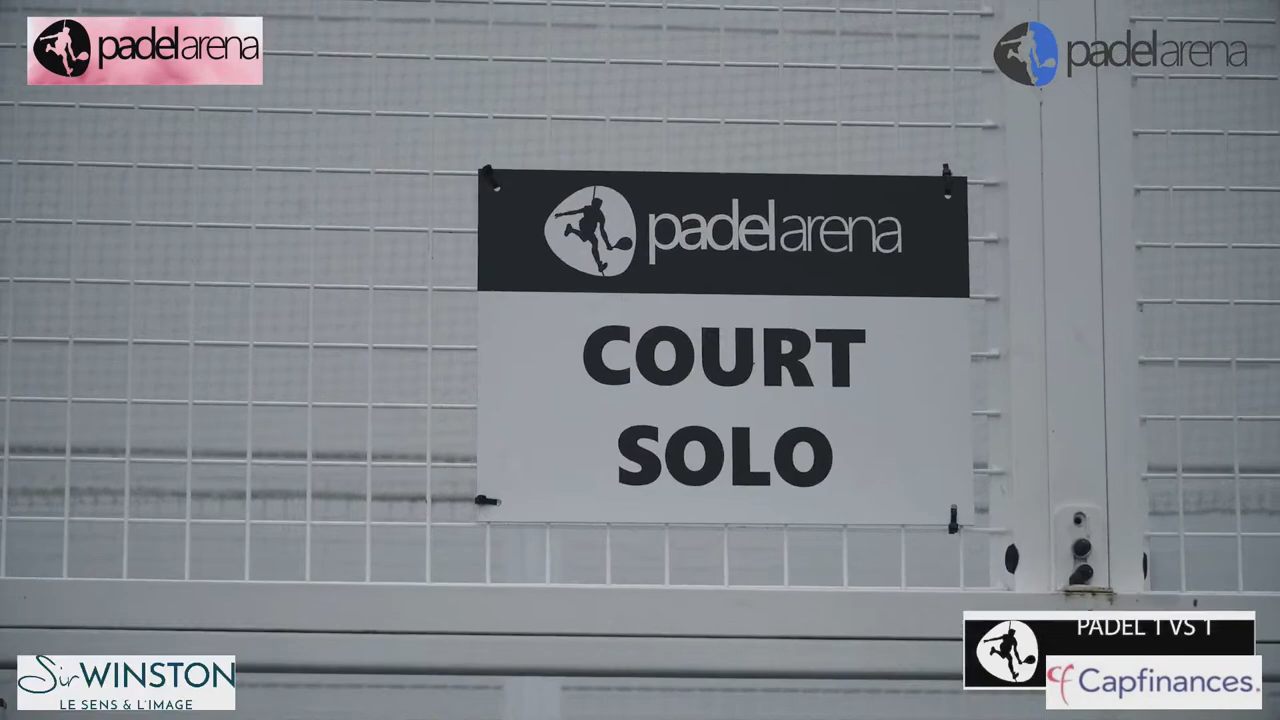 padelarena
padelarena
padelarena
COURT
SOLO
PADEL 1 VS 1
Sir WINSTON
LE SENS & L'IMAGE
Capfinances.